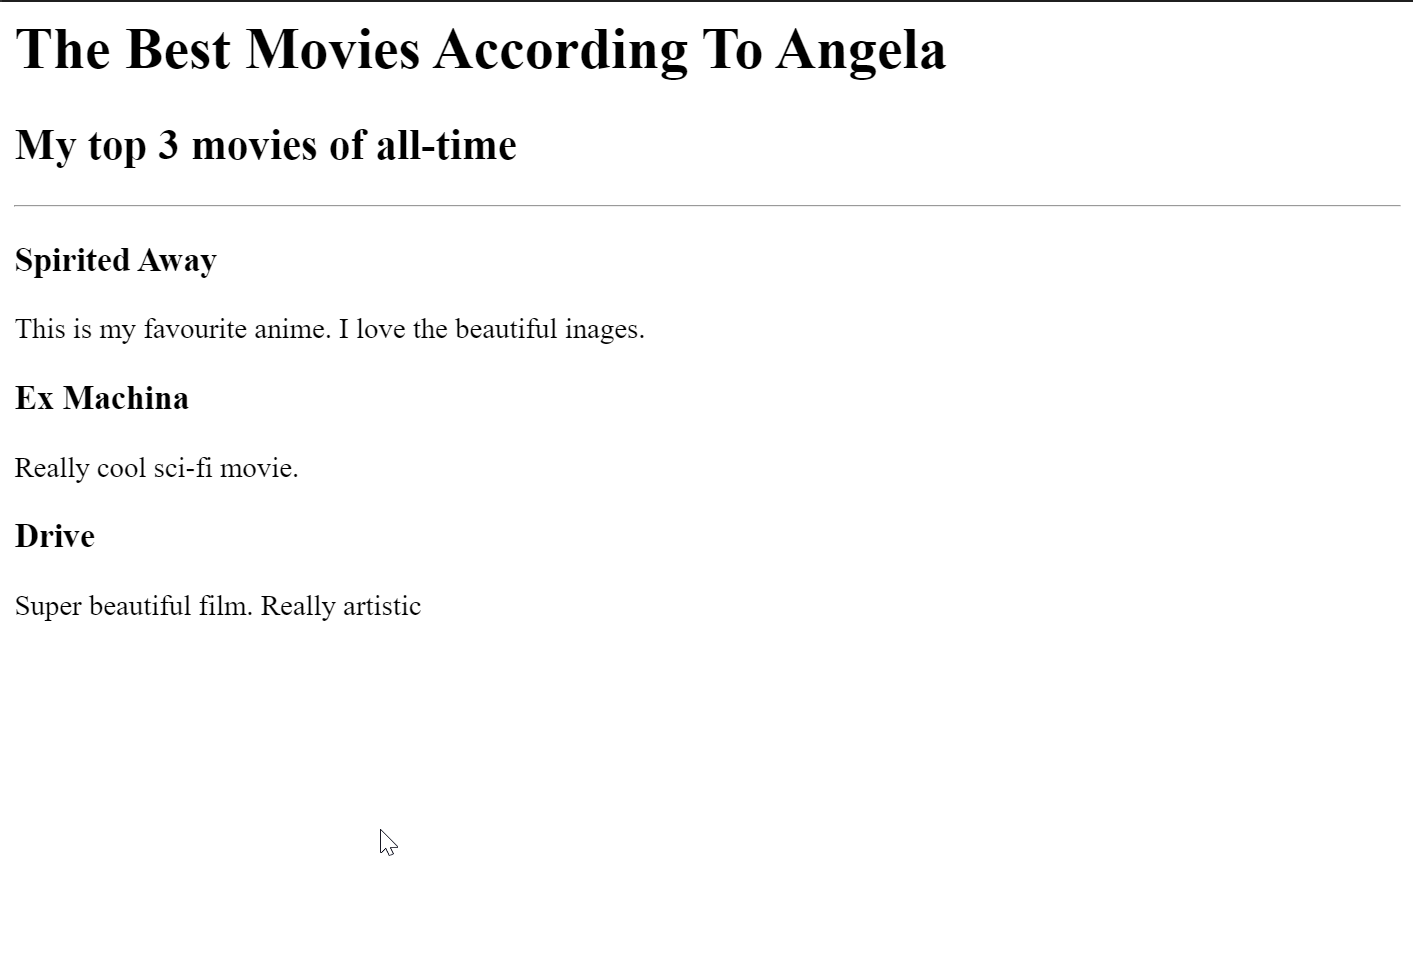 The Best Movies According To Angela
My top 3 movies of all-time
Spirited Away
This is my favourite anime. I love the beautiful inages.
Ex Machina
Really cool sci-fi movie.
Drive
Super beautiful film. Really artistic